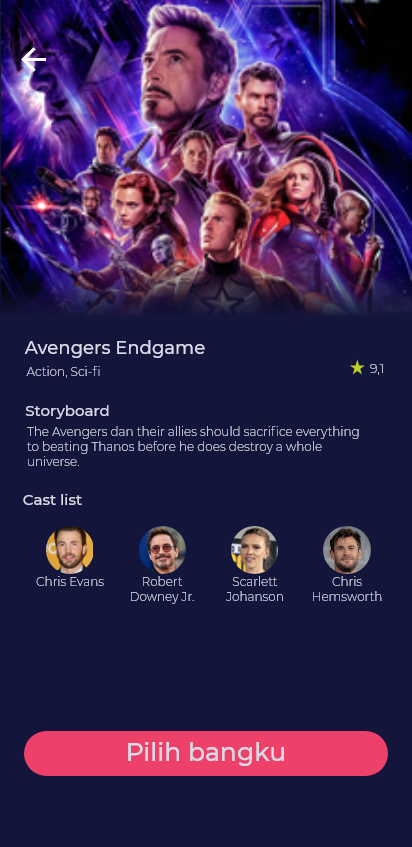 Avengers Endgame
Action, Sci-fi
9,1
Storyboard
The Avengers dan their allies should sacrifice everything
to beating Thanos before he does destroy a whole
universe.
Cast list
Chris Evans
Robert
Downey Jr.
Scarlett
Johanson
Chris
Hemsworth
Pilih bangku